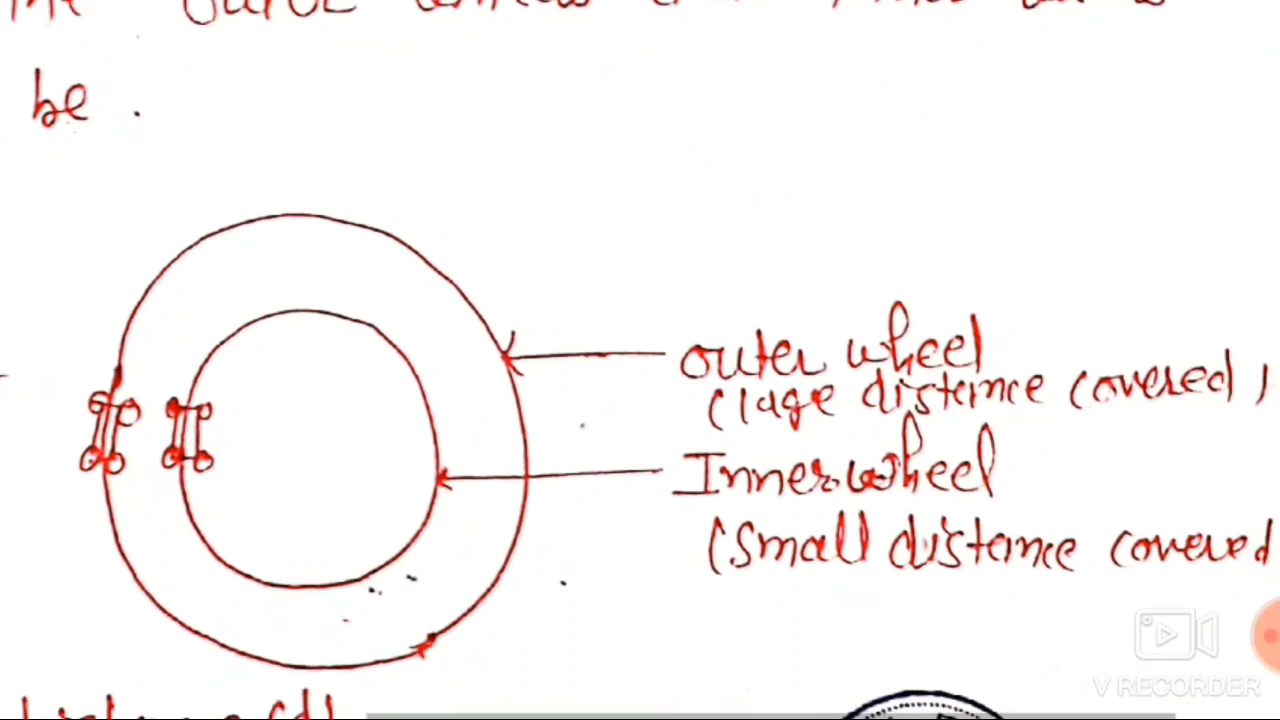 be .
outer wheel
(lage distance covered)
Inner wheel
(small distance covered
V RECORDER